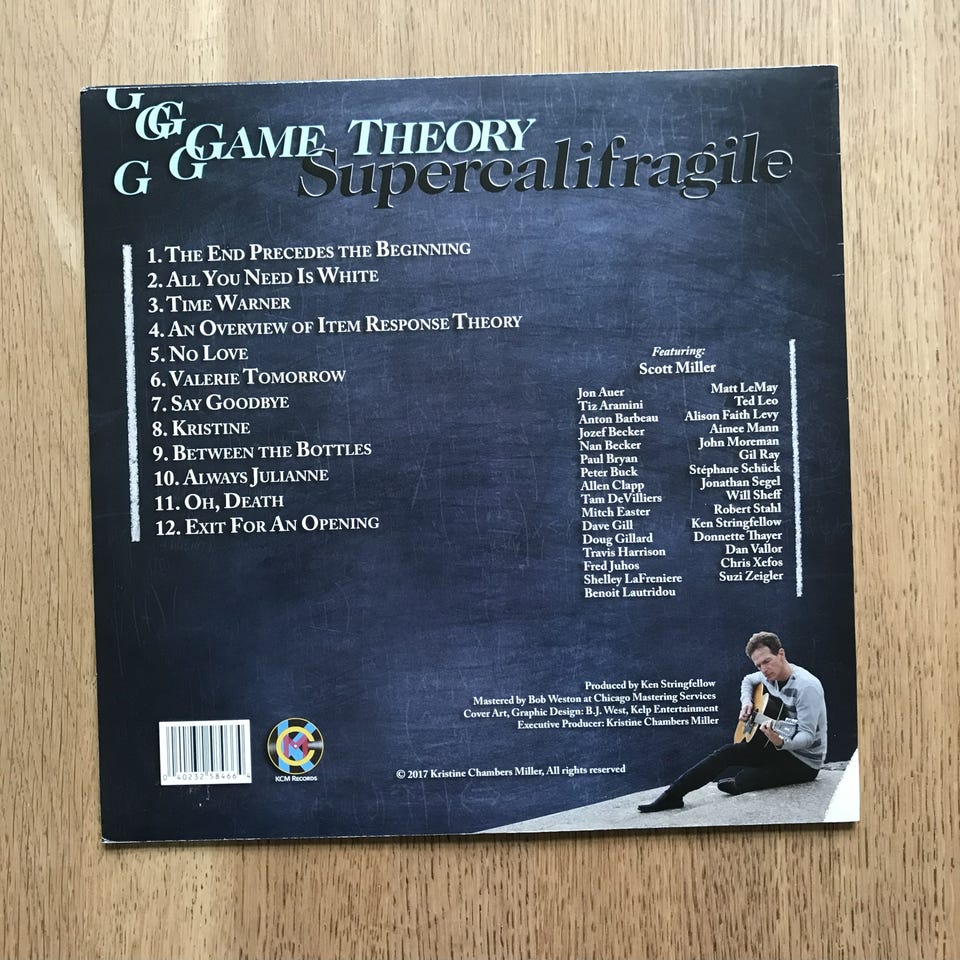 G
G G
G GAME THEORY
G
Supercalifragile
1. THE END PRECEDES THE BEGINNING
2. ALL YOU NEED IS WHITE
3. TIME WARNER
4. AN OVERVIEW OF ITEM RESPONSE THEORY
5. NO LOVE
6. VALERIE TOMORROW
7. SAY GOODBYE
8. KRISTINE
9. BETWEEN THE BOTTLES
10. ALWAYS JULIANNE
11. OH, DEATH
12. EXIT FOR AN OPENING
Featuring:
Scott Miller
Jon Auer
Tiz Aramini
Anton Barbeau
Jozef Becker
Nan Becker
Paul Bryan
Peter Buck
Allen Clapp
Tam DeVilliers
Mitch Easter
Dave Gill
Doug Gillard
Travis Harrison
Fred Juhos
Shelley LaFreniere
Benoit Lautridou
Matt LeMay
Ted Leo
Alison Faith Levy
Aimee Mann
John Moreman
Gil Ray
Stéphane Schück
Jonathan Segel
Will Sheff
Robert Stahl
Ken Stringfellow
Donnette Thayer
Dan Vallor
Chris Xefos
Suzi Zeigler
Produced by Ken Stringfellow
Mastered by Bob Weston at Chicago Mastering Services
Cover Art, Graphic Design: B.J. West, Kelp Entertainment
Executive Producer: Kristine Chambers Miller
0 40232 58466 4
KCM
KCM RECORDS
© 2017 Kristine Chambers Miller, All rights reserved